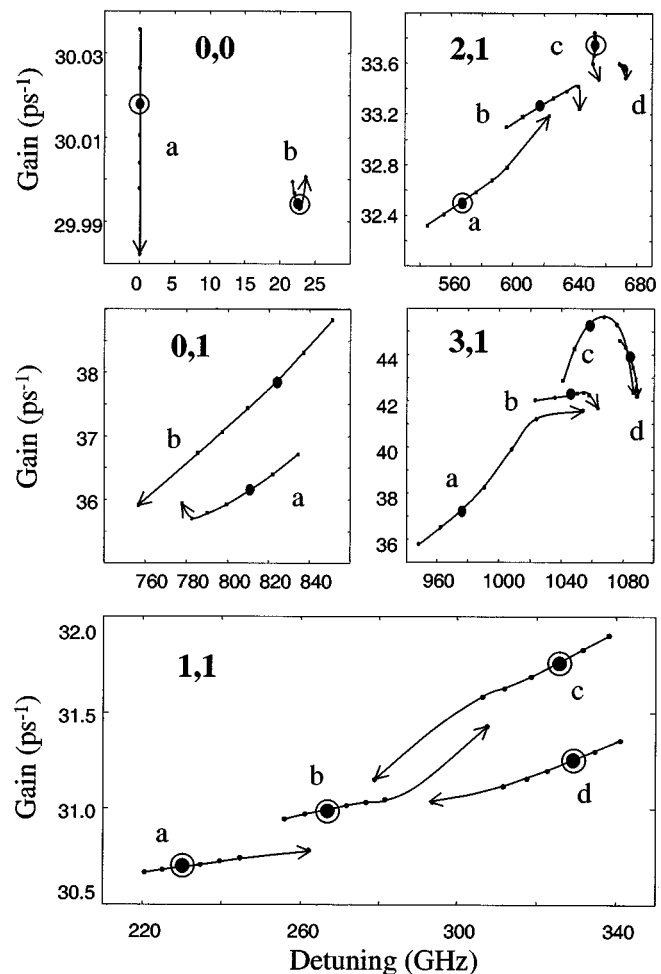 0,0
Gain (ps⁻¹)
30.03
30.01
29.99
a
b
0 5 10 15 20 25
2,1
33.6
33.2
32.8
32.4
c
d
b
a
560 600 640 680
0,1
Gain (ps⁻¹)
38
37
36
35
b
a
760 780 800 820 840
3,1
44
42
40
38
36
c
b
d
a
960 1000 1040 1080
1,1
Gain (ps⁻¹)
32.0
31.5
31.0
30.5
c
b
d
a
220 260 300 340
Detuning (GHz)